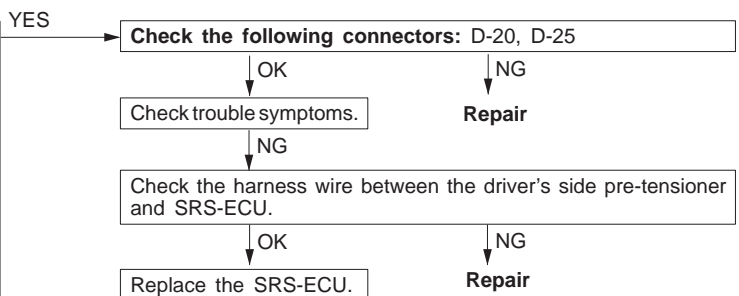 YES
Check the following connectors: D-20, D-25
OK
NG
Check trouble symptoms.
Repair
NG
Check the harness wire between the driver's side pre-tensioner
and SRS-ECU.
OK
NG
Replace the SRS-ECU.
Repair